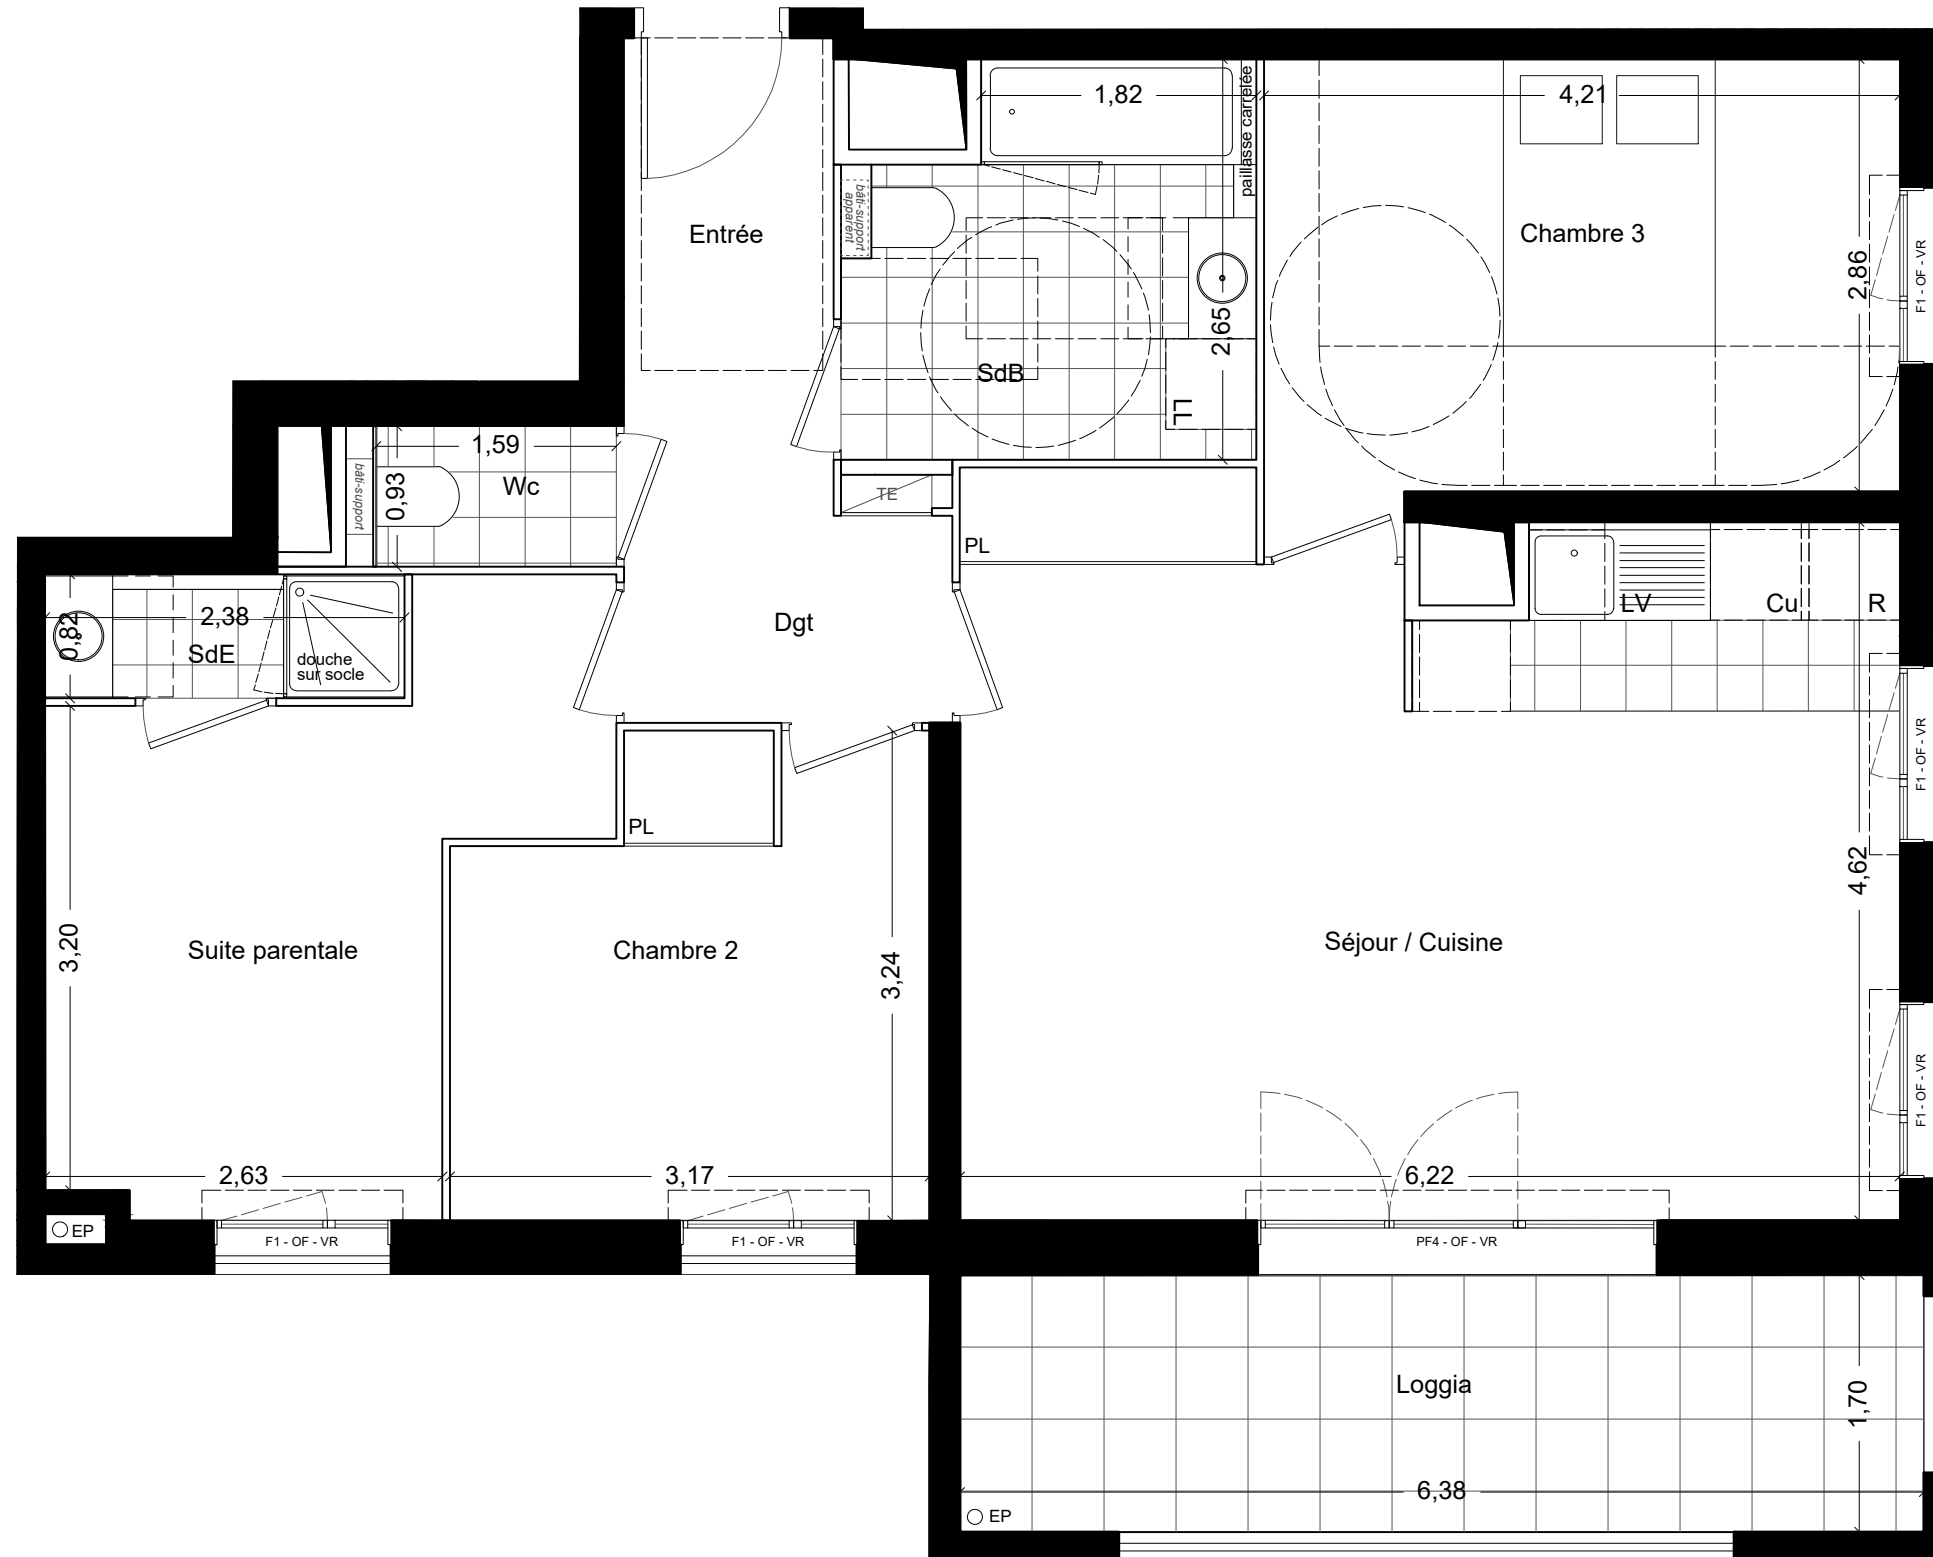 1,82
paillasse carrelée
4,21
Entrée
bâti-support
apparent
Chambre 3
2,86
F1 - OF - VR
2,65
SdB
LL
1,59
Wc
0,93
bâti-support
TE
PL
LV
Cu
R
2,38
0,82
SdE
douche
sur socle
Dgt
F1 - OF - VR
PL
4,62
Suite parentale
3,20
Chambre 2
3,24
Séjour / Cuisine
F1 - OF - VR
2,63
3,17
6,22
EP
F1 - OF - VR
F1 - OF - VR
PF4 - OF - VR
Loggia
1,70
6,38
EP